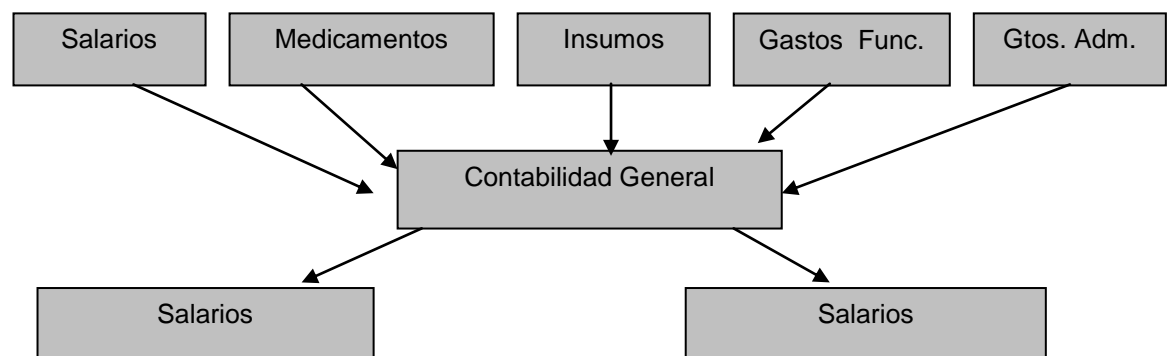 Salarios
Medicamentos
Insumos
Gastos Func.
Gtos. Adm.
Contabilidad General
Salarios
Salarios